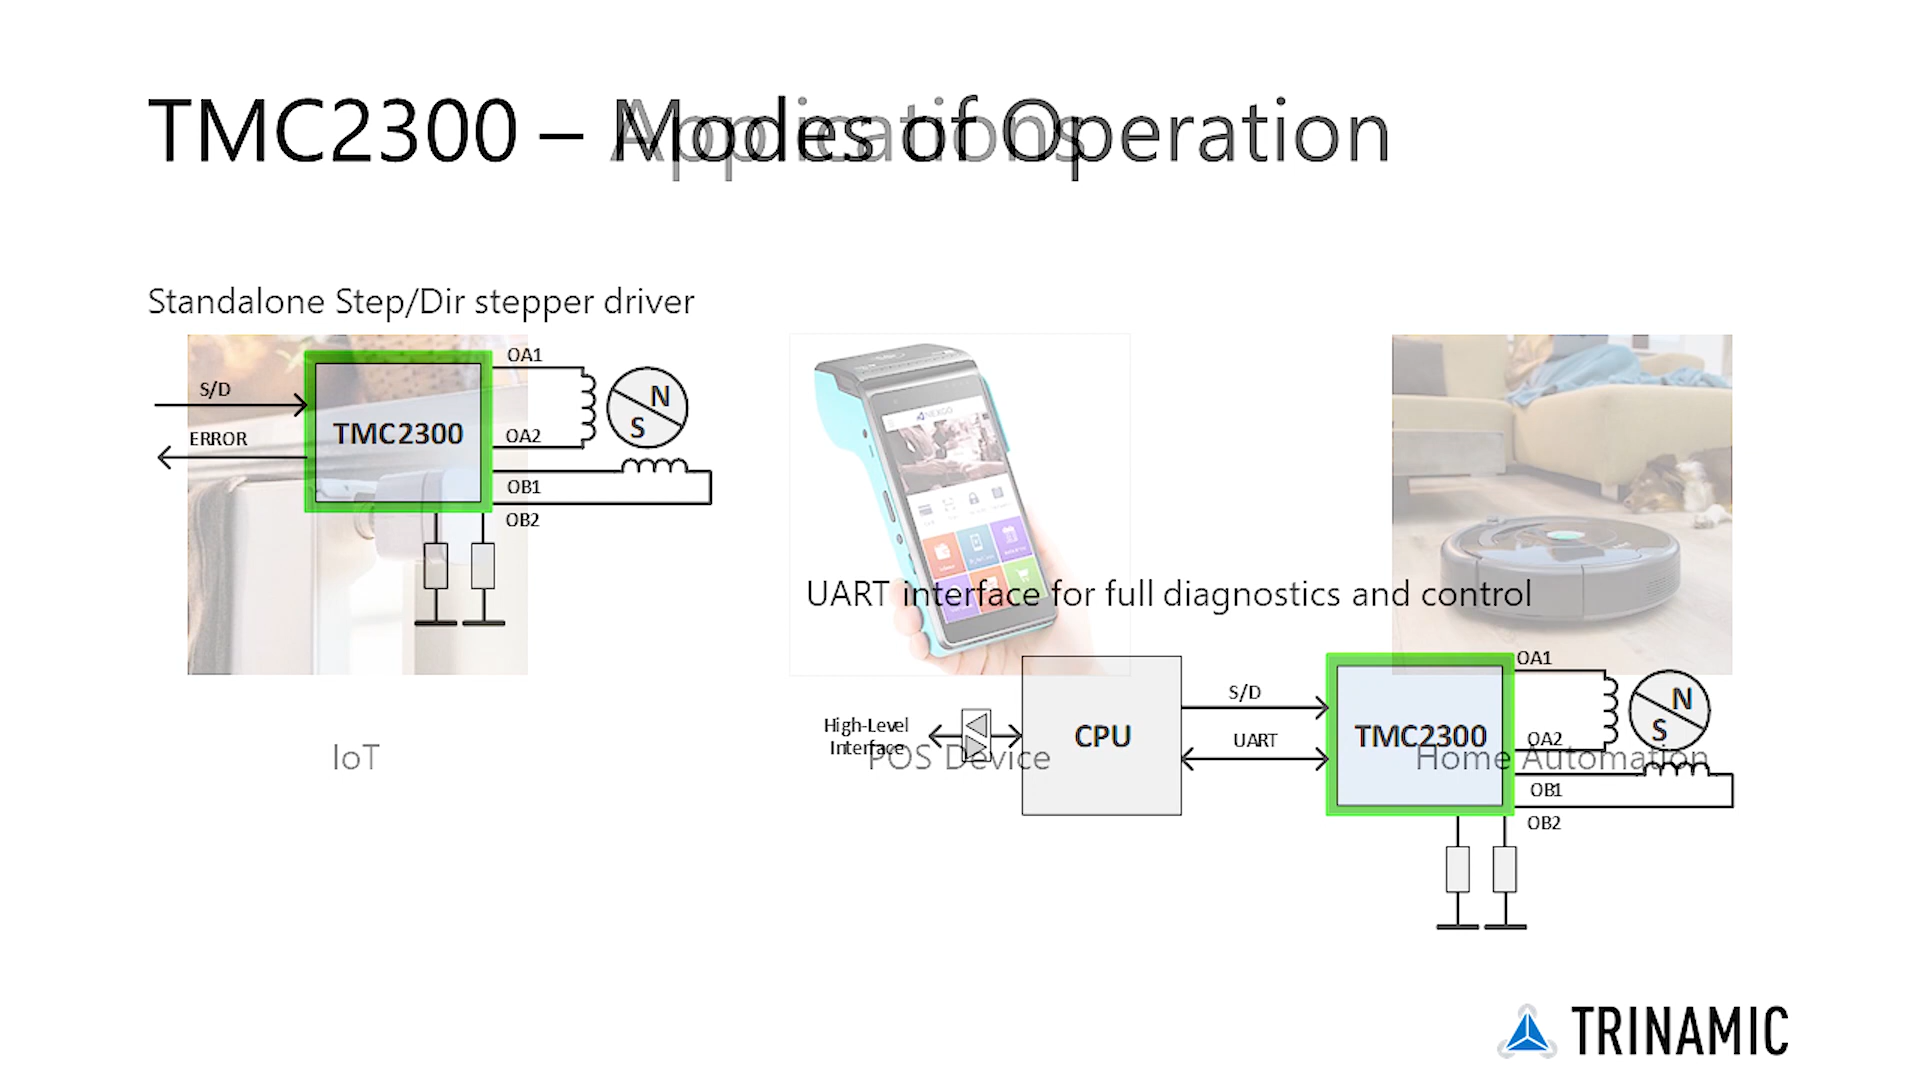 TMC2300 – Modes of Operation
Applications
Standalone Step/Dir stepper driver
OA1
S/D
N
TMC2300
S
OA2
ERROR
OB1
OB2
NEXGO
UART interface for full diagnostics and control
OA1
S/D
N
High-Level
Interface
CPU
UART
TMC2300
S
OA2
IoT
POS Device
Home Automation
OB1
OB2
TRINAMIC